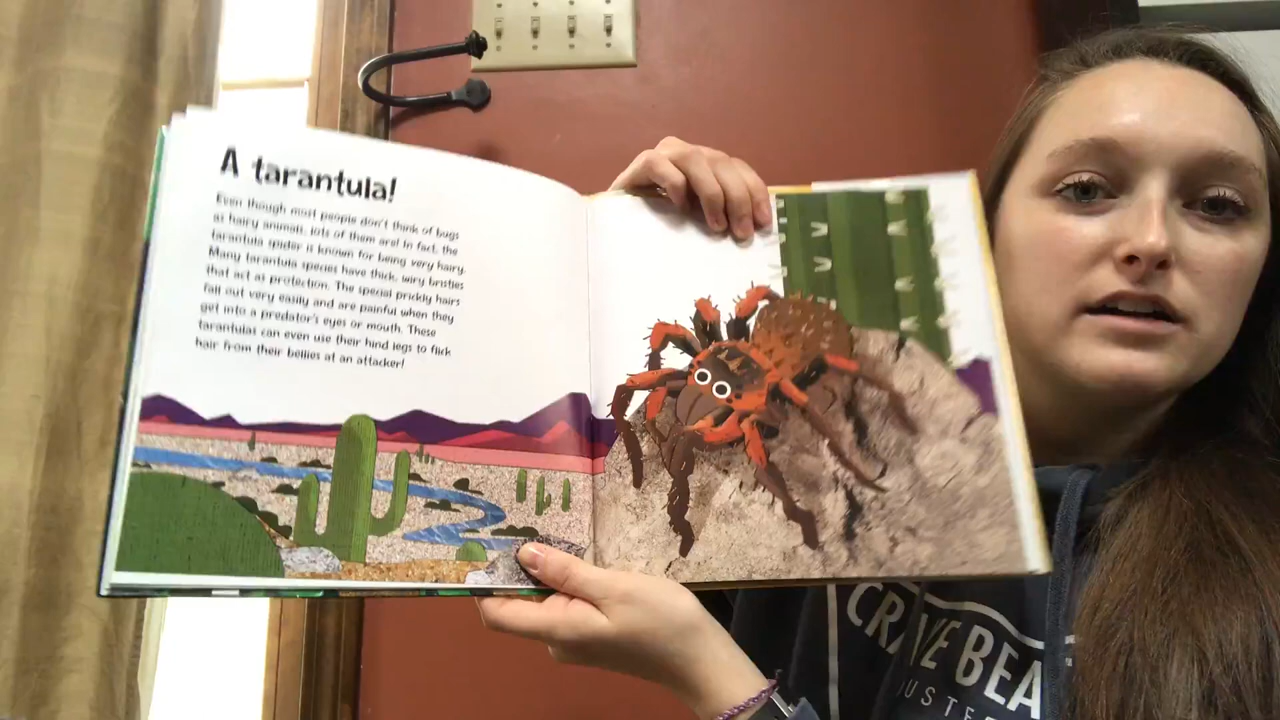 A tarantula!
Even though most people don't think of bugs
as hairy animals, lots of them are! In fact, the
tarantula spider is known for being very hairy.
Many tarantula species have thick, wiry bristles
that act as protection. The special prickly hairs
fall out very easily and are painful when they
get into a predator's eyes or mouth. These
tarantulas can even use their hind legs to flick
hair from their bellies at an attacker!
BEA